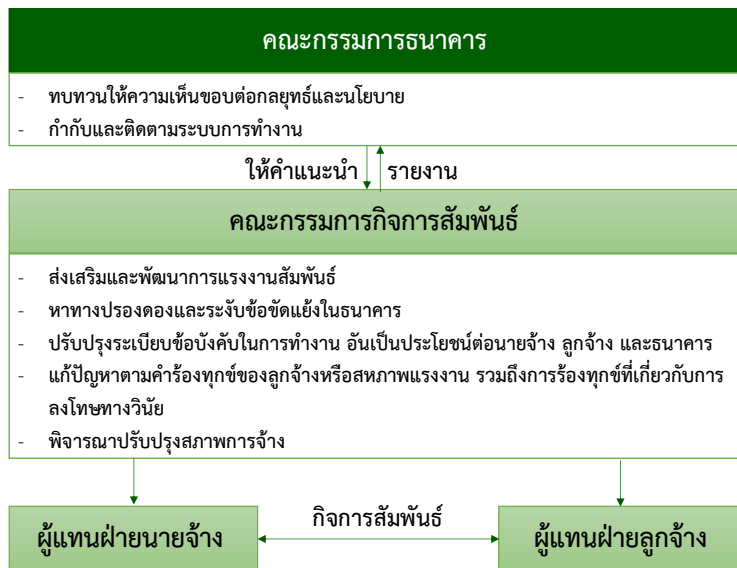 คณะกรรมการธนาคาร
- ทบทวนให้ความเห็นชอบต่อกลยุทธ์และนโยบาย
- กำกับและติดตามระบบการทำงาน
ให้คำแนะนำ รายงาน
คณะกรรมการกิจการสัมพันธ์
- ส่งเสริมและพัฒนาการแรงงานสัมพันธ์
- หาทางปรองดองและระงับข้อขัดแย้งในธนาคาร
- ปรับปรุงระเบียบข้อบังคับในการทำงาน อันเป็นประโยชน์ต่อนายจ้าง ลูกจ้าง และธนาคาร
- แก้ปัญหาตามคำร้องทุกข์ของลูกจ้างหรือสหภาพแรงงาน รวมถึงการร้องทุกข์ที่เกี่ยวกับการ
ลงโทษทางวินัย
- พิจารณาปรับปรุงสภาพการจ้าง
ผู้แทนฝ่ายนายจ้าง กิจการสัมพันธ์ ผู้แทนฝ่ายลูกจ้าง